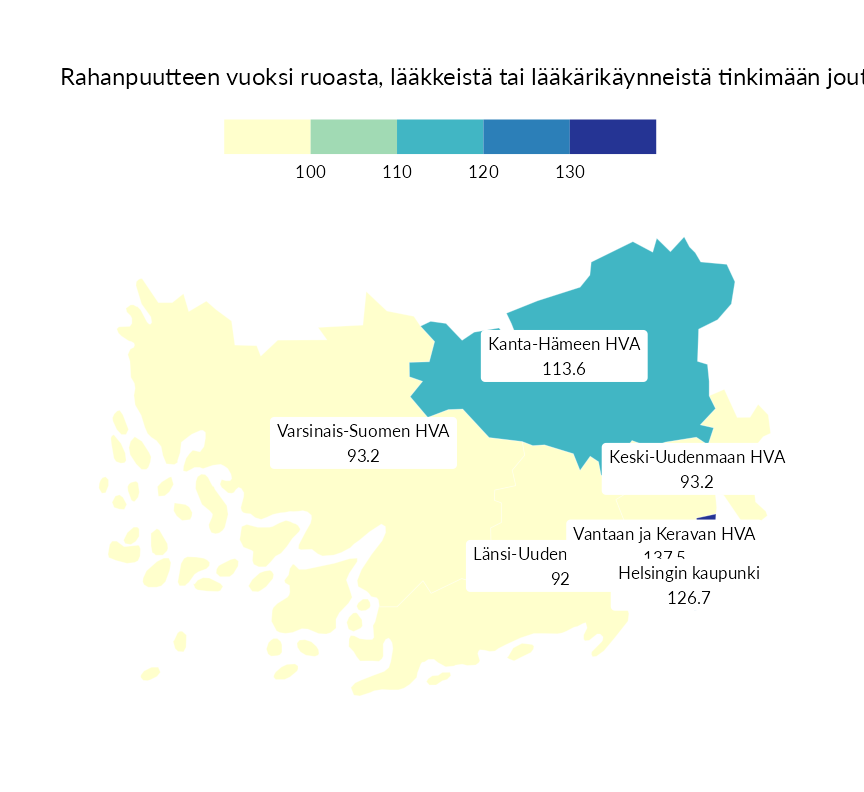 Rahanpuutteen vuoksi ruoasta, lääkkeistä tai lääkärikäynneistä tinkimään
100 110 120 130
Kanta-Hämeen HVA
113.6
Varsinais-Suomen HVA
93.2
Keski-Uudenmaan HVA
93.2
Vantaan ja Keravan HVA
137.5
Länsi-Uuden
92
Helsingin kaupunki
126.7